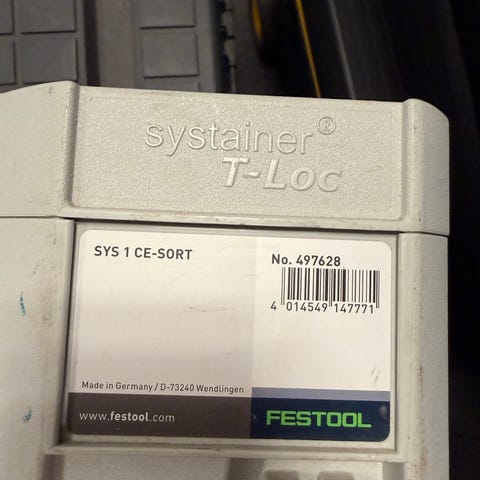 systainer®
T-Loc
SYS 1 CE-SORT
No. 497628
4 014549 147771
Made in Germany / D-73240 Wendlingen
www.festool.com
FESTOOL